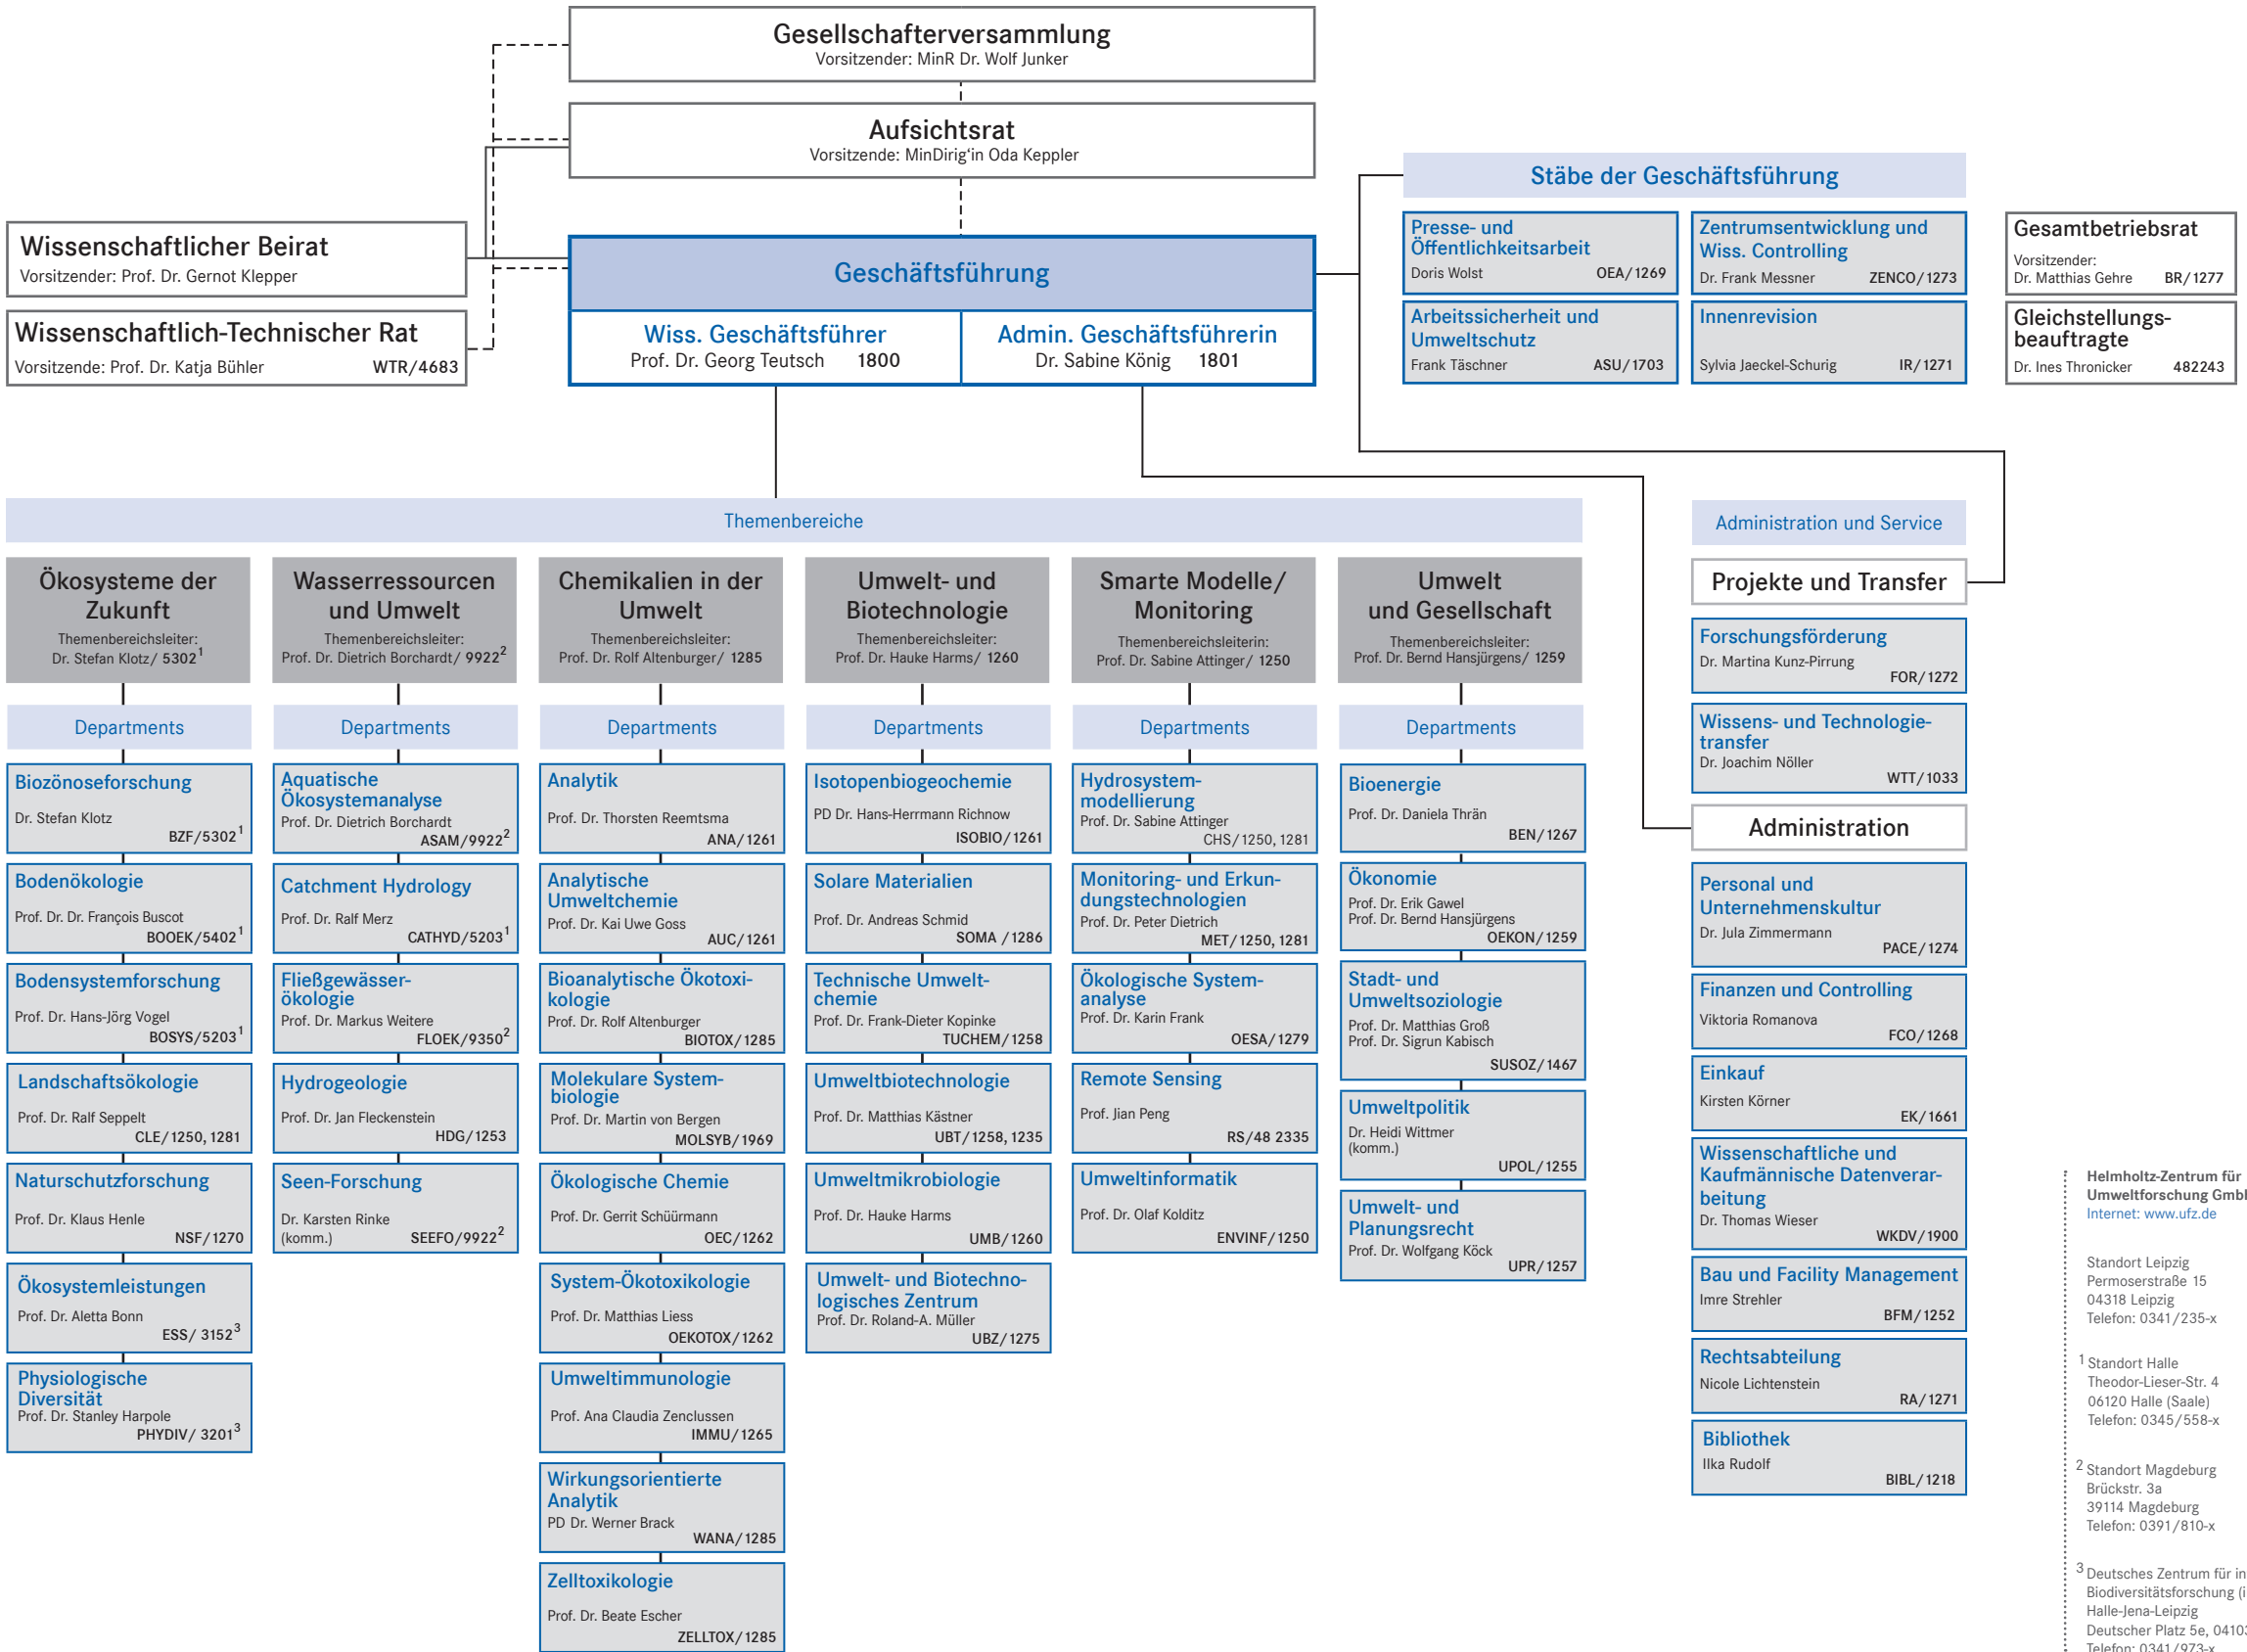 Gesellschafterversammlung
Vorsitzender: MinR Dr. Wolf Junker
Aufsichtsrat
Vorsitzende: MinDirig‘in Oda Keppler
Wissenschaftlicher Beirat
Vorsitzender: Prof. Dr. Gernot Klepper
Wissenschaftlich-Technischer Rat
Vorsitzende: Prof. Dr. Katja Bühler WTR/4683
Geschäftsführung
Wiss. Geschäftsführer
Prof. Dr. Georg Teutsch 1800
Admin. Geschäftsführerin
Dr. Sabine König 1801
Stäbe der Geschäftsführung
Presse- und
Öffentlichkeitsarbeit
Doris Wolst OEA/1269
Zentrumsentwicklung und
Wiss. Controlling
Dr. Frank Messner ZENCO/1273
Arbeitssicherheit und
Umweltschutz
Frank Täschner ASU/1703
Innenrevision
Sylvia Jaeckel-Schurig IR/1271
Gesamtbetriebsrat
Vorsitzender:
Dr. Matthias Gehre BR/1277
Gleichstellungs-
beauftragte
Dr. Ines Thronicker 482243
Themenbereiche
Ökosysteme der
Zukunft
Themenbereichsleiter:
Dr. Stefan Klotz/ 5302¹
Departments
Biozönoseforschung
Dr. Stefan Klotz
BZF/5302¹
Bodenökologie
Prof. Dr. Dr. François Buscot
BOOEK/5402¹
Bodensystemforschung
Prof. Dr. Hans-Jörg Vogel
BOSYS/5203¹
Landschaftsökologie
Prof. Dr. Ralf Seppelt
CLE/1250, 1281
Naturschutzforschung
Prof. Dr. Klaus Henle
NSF/1270
Ökosystemleistungen
Prof. Dr. Aletta Bonn
ESS/ 3152³
Physiologische
Diversität
Prof. Dr. Stanley Harpole
PHYDIV/ 3201³
Wasserressourcen
und Umwelt
Themenbereichsleiter:
Prof. Dr. Dietrich Borchardt/ 9922²
Departments
Aquatische
Ökosystemanalyse
Prof. Dr. Dietrich Borchardt
ASAM/9922²
Catchment Hydrology
Prof. Dr. Ralf Merz
CATHYD/5203¹
Fließgewässer-
ökologie
Prof. Dr. Markus Weitere
FLOEK/9350²
Hydrogeologie
Prof. Dr. Jan Fleckenstein
HDG/1253
Seen-Forschung
Dr. Karsten Rinke
(komm.) SEEFO/9922²
Chemikalien in der
Umwelt
Themenbereichsleiter:
Prof. Dr. Rolf Altenburger/ 1285
Departments
Analytik
Prof. Dr. Thorsten Reemtsma
ANA/1261
Analytische
Umweltchemie
Prof. Dr. Kai Uwe Goss
AUC/1261
Bioanalytische Ökotoxi-
kologie
Prof. Dr. Rolf Altenburger
BIOTOX/1285
Molekulare System-
biologie
Prof. Dr. Martin von Bergen
MOLSYB/1969
Ökologische Chemie
Prof. Dr. Gerrit Schüürmann
OEC/1262
System-Ökotoxikologie
Prof. Dr. Matthias Liess
OEKOTOX/1262
Umweltimmunologie
Prof. Ana Claudia Zenclussen
IMMU/1265
Wirkungsorientierte
Analytik
PD Dr. Werner Brack
WANA/1285
Zelltoxikologie
Prof. Dr. Beate Escher
ZELLTOX/1285
Umwelt- und
Biotechnologie
Themenbereichsleiter:
Prof. Dr. Hauke Harms/ 1260
Departments
Isotopenbiogeochemie
PD Dr. Hans-Herrmann Richnow
ISOBIO/1261
Solare Materialien
Prof. Dr. Andreas Schmid
SOMA /1286
Technische Umwelt-
chemie
Prof. Dr. Frank-Dieter Kopinke
TUCHEM/1258
Umweltbiotechnologie
Prof. Dr. Matthias Kästner
UBT/1258, 1235
Umweltmikrobiologie
Prof. Dr. Hauke Harms
UMB/1260
Umwelt- und Biotechno-
logisches Zentrum
Prof. Dr. Roland-A. Müller
UBZ/1275
Smarte Modelle/
Monitoring
Themenbereichsleiterin:
Prof. Dr. Sabine Attinger/ 1250
Departments
Hydrosystem-
modellierung
Prof. Dr. Sabine Attinger
CHS/1250, 1281
Monitoring- und Erkun-
dungstechnologien
Prof. Dr. Peter Dietrich
MET/1250, 1281
Ökologische System-
analyse
Prof. Dr. Karin Frank
OESA/1279
Remote Sensing
Prof. Jian Peng
RS/48 2335
Umweltinformatik
Prof. Dr. Olaf Kolditz
ENVINF/1250
Umwelt
und Gesellschaft
Themenbereichsleiter:
Prof. Dr. Bernd Hansjürgens/ 1259
Departments
Bioenergie
Prof. Dr. Daniela Thrän
BEN/1267
Ökonomie
Prof. Dr. Erik Gawel
Prof. Dr. Bernd Hansjürgens
OEKON/1259
Stadt- und
Umweltsoziologie
Prof. Dr. Matthias Groß
Prof. Dr. Sigrun Kabisch
SUSOZ/1467
Umweltpolitik
Dr. Heidi Wittmer
(komm.)
UPOL/1255
Umwelt- und
Planungsrecht
Prof. Dr. Wolfgang Köck
UPR/1257
Administration und Service
Projekte und Transfer
Forschungsförderung
Dr. Martina Kunz-Pirrung
FOR/1272
Wissens- und Technologie-
transfer
Dr. Joachim Nöller
WTT/1033
Administration
Personal und
Unternehmenskultur
Dr. Jula Zimmermann
PACE/1274
Finanzen und Controlling
Viktoria Romanova
FCO/1268
Einkauf
Kirsten Körner
EK/1661
Wissenschaftliche und
Kaufmännische Datenverar-
beitung
Dr. Thomas Wieser
WKDV/1900
Bau und Facility Management
Imre Strehler
BFM/1252
Rechtsabteilung
Nicole Lichtenstein
RA/1271
Bibliothek
Ilka Rudolf
BIBL/1218
Helmholtz-Zentrum für
Umweltforschung
Internet: www.ufz.de
Standort Leipzig
Permoserstraße 15
04318 Leipzig
Telefon: 0341/235-x
¹ Standort Halle
Theodor-Lieser-Str. 4
06120 Halle (Saale)
Telefon: 0345/558-x
² Standort Magdeburg
Brückstr. 3a
39114 Magdeburg
Telefon: 0391/810-x
³ Deutsches Zentrum für
Biodiversitätsforschung
Halle-Jena-Leipzig
Deutscher Platz 5e, 04103
Telefon: 0341/973-x